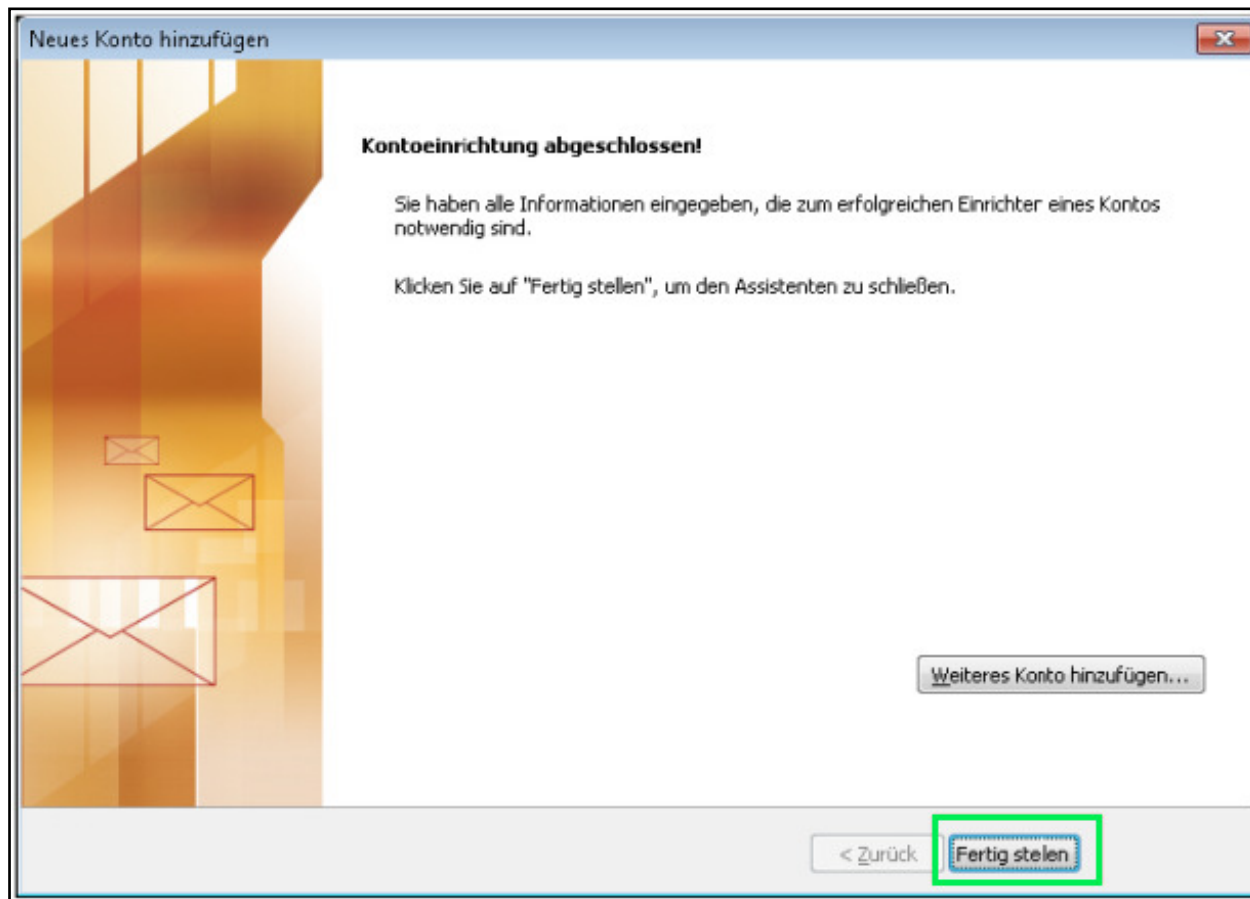 Neues Konto hinzufügen
Kontoeinrichtung abgeschlossen!
Sie haben alle Informationen eingegeben, die zum erfolgreichen Einrichter eines Kontos
notwendig sind.
Klicken Sie auf "Fertig stellen", um den Assistenten zu schließen.
Weiteres Konto hinzufügen...
< Zurück
Fertig stelen